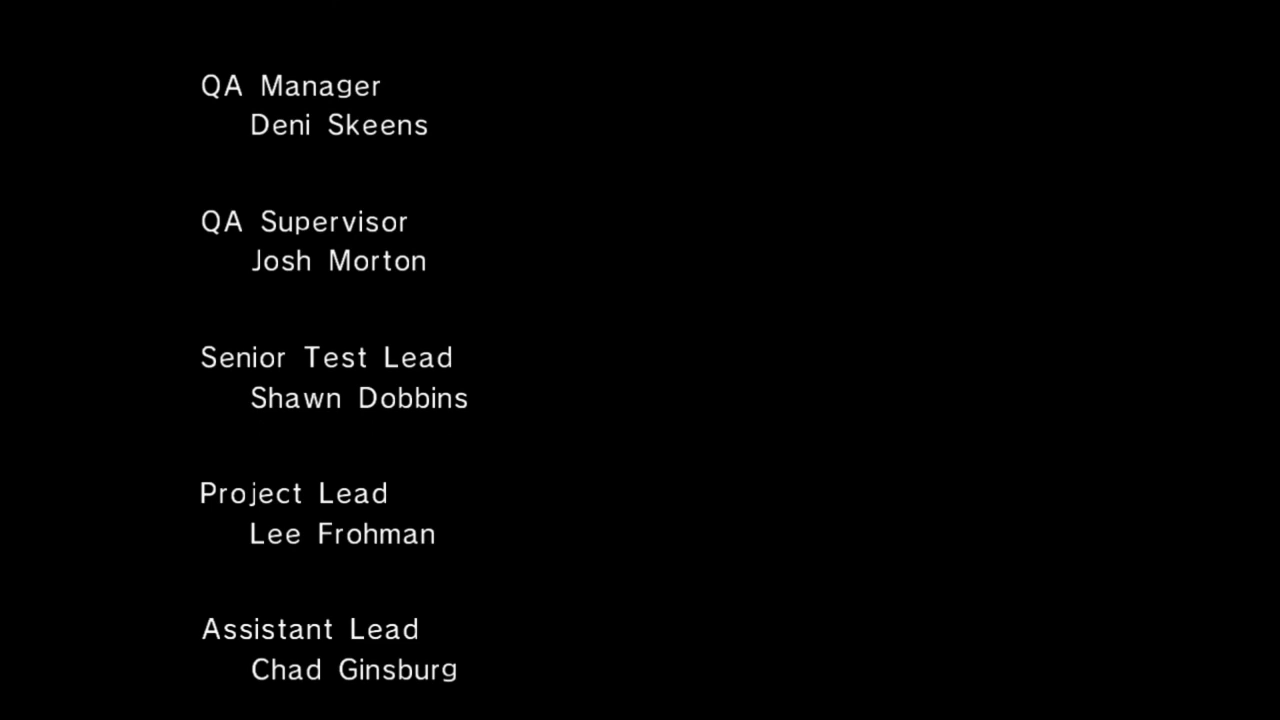 QA Manager
Deni Skeens
QA Supervisor
Josh Morton
Senior Test Lead
Shawn Dobbins
Project Lead
Lee Frohman
Assistant Lead
Chad Ginsburg